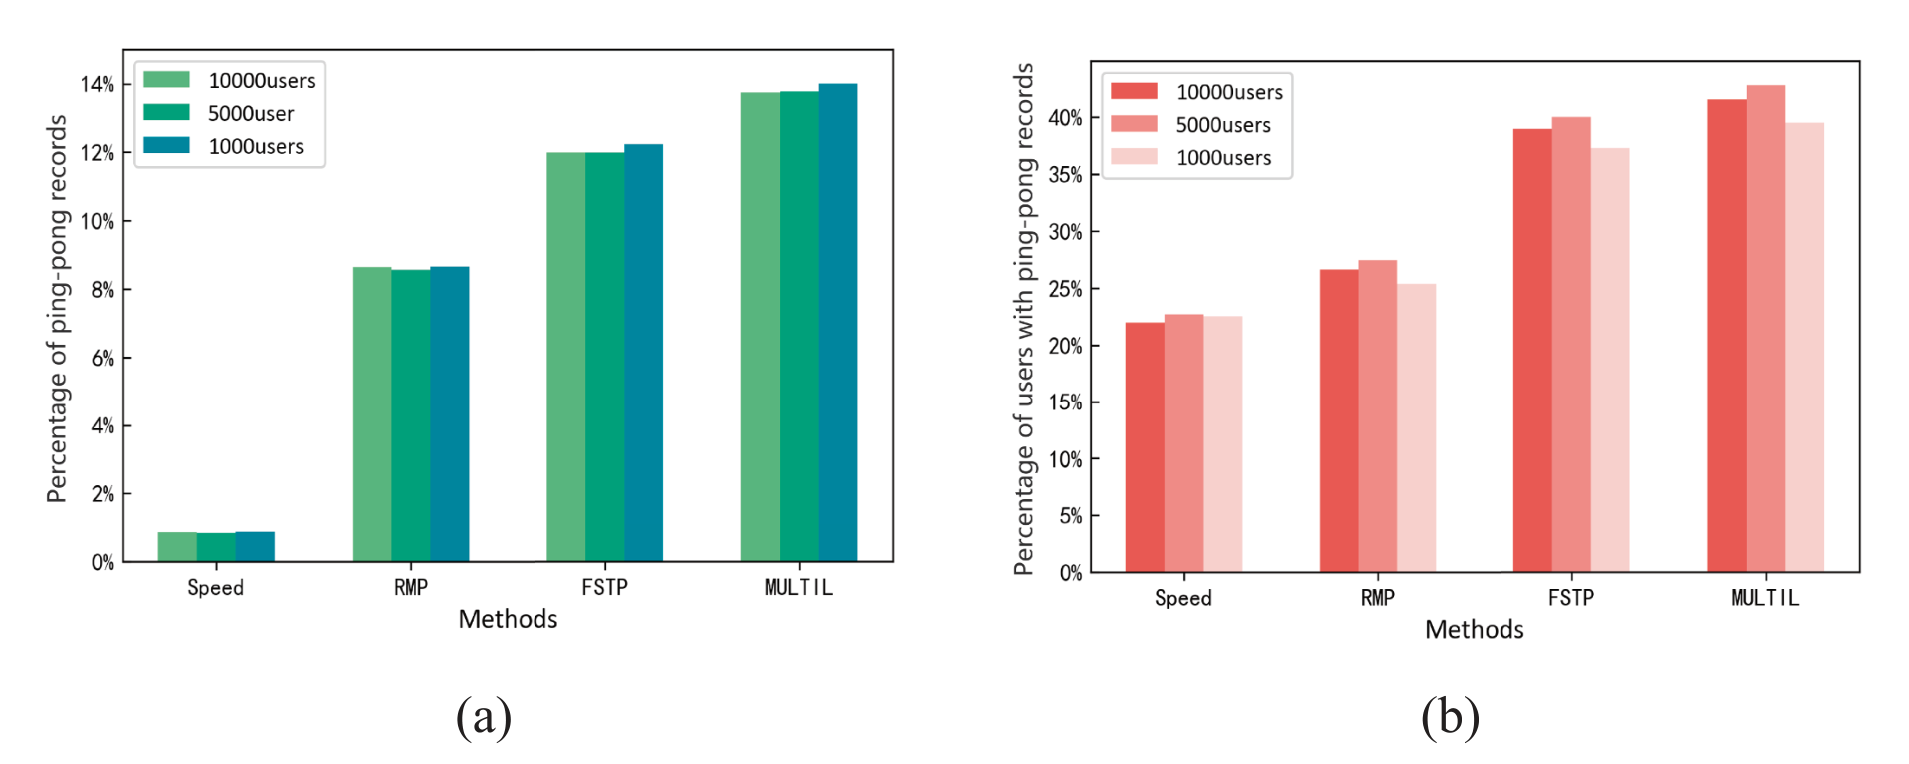 14%
12%
10%
8%
6%
4%
2%
0%
Percentage of ping-pong records
10000users
5000user
1000users
Speed RMP FSTP MULTIL
Methods
(a)
40%
35%
30%
25%
20%
15%
10%
5%
0%
Percentage of users with ping-pong records
10000users
5000users
1000users
Speed RMP FSTP MULTIL
Methods
(b)